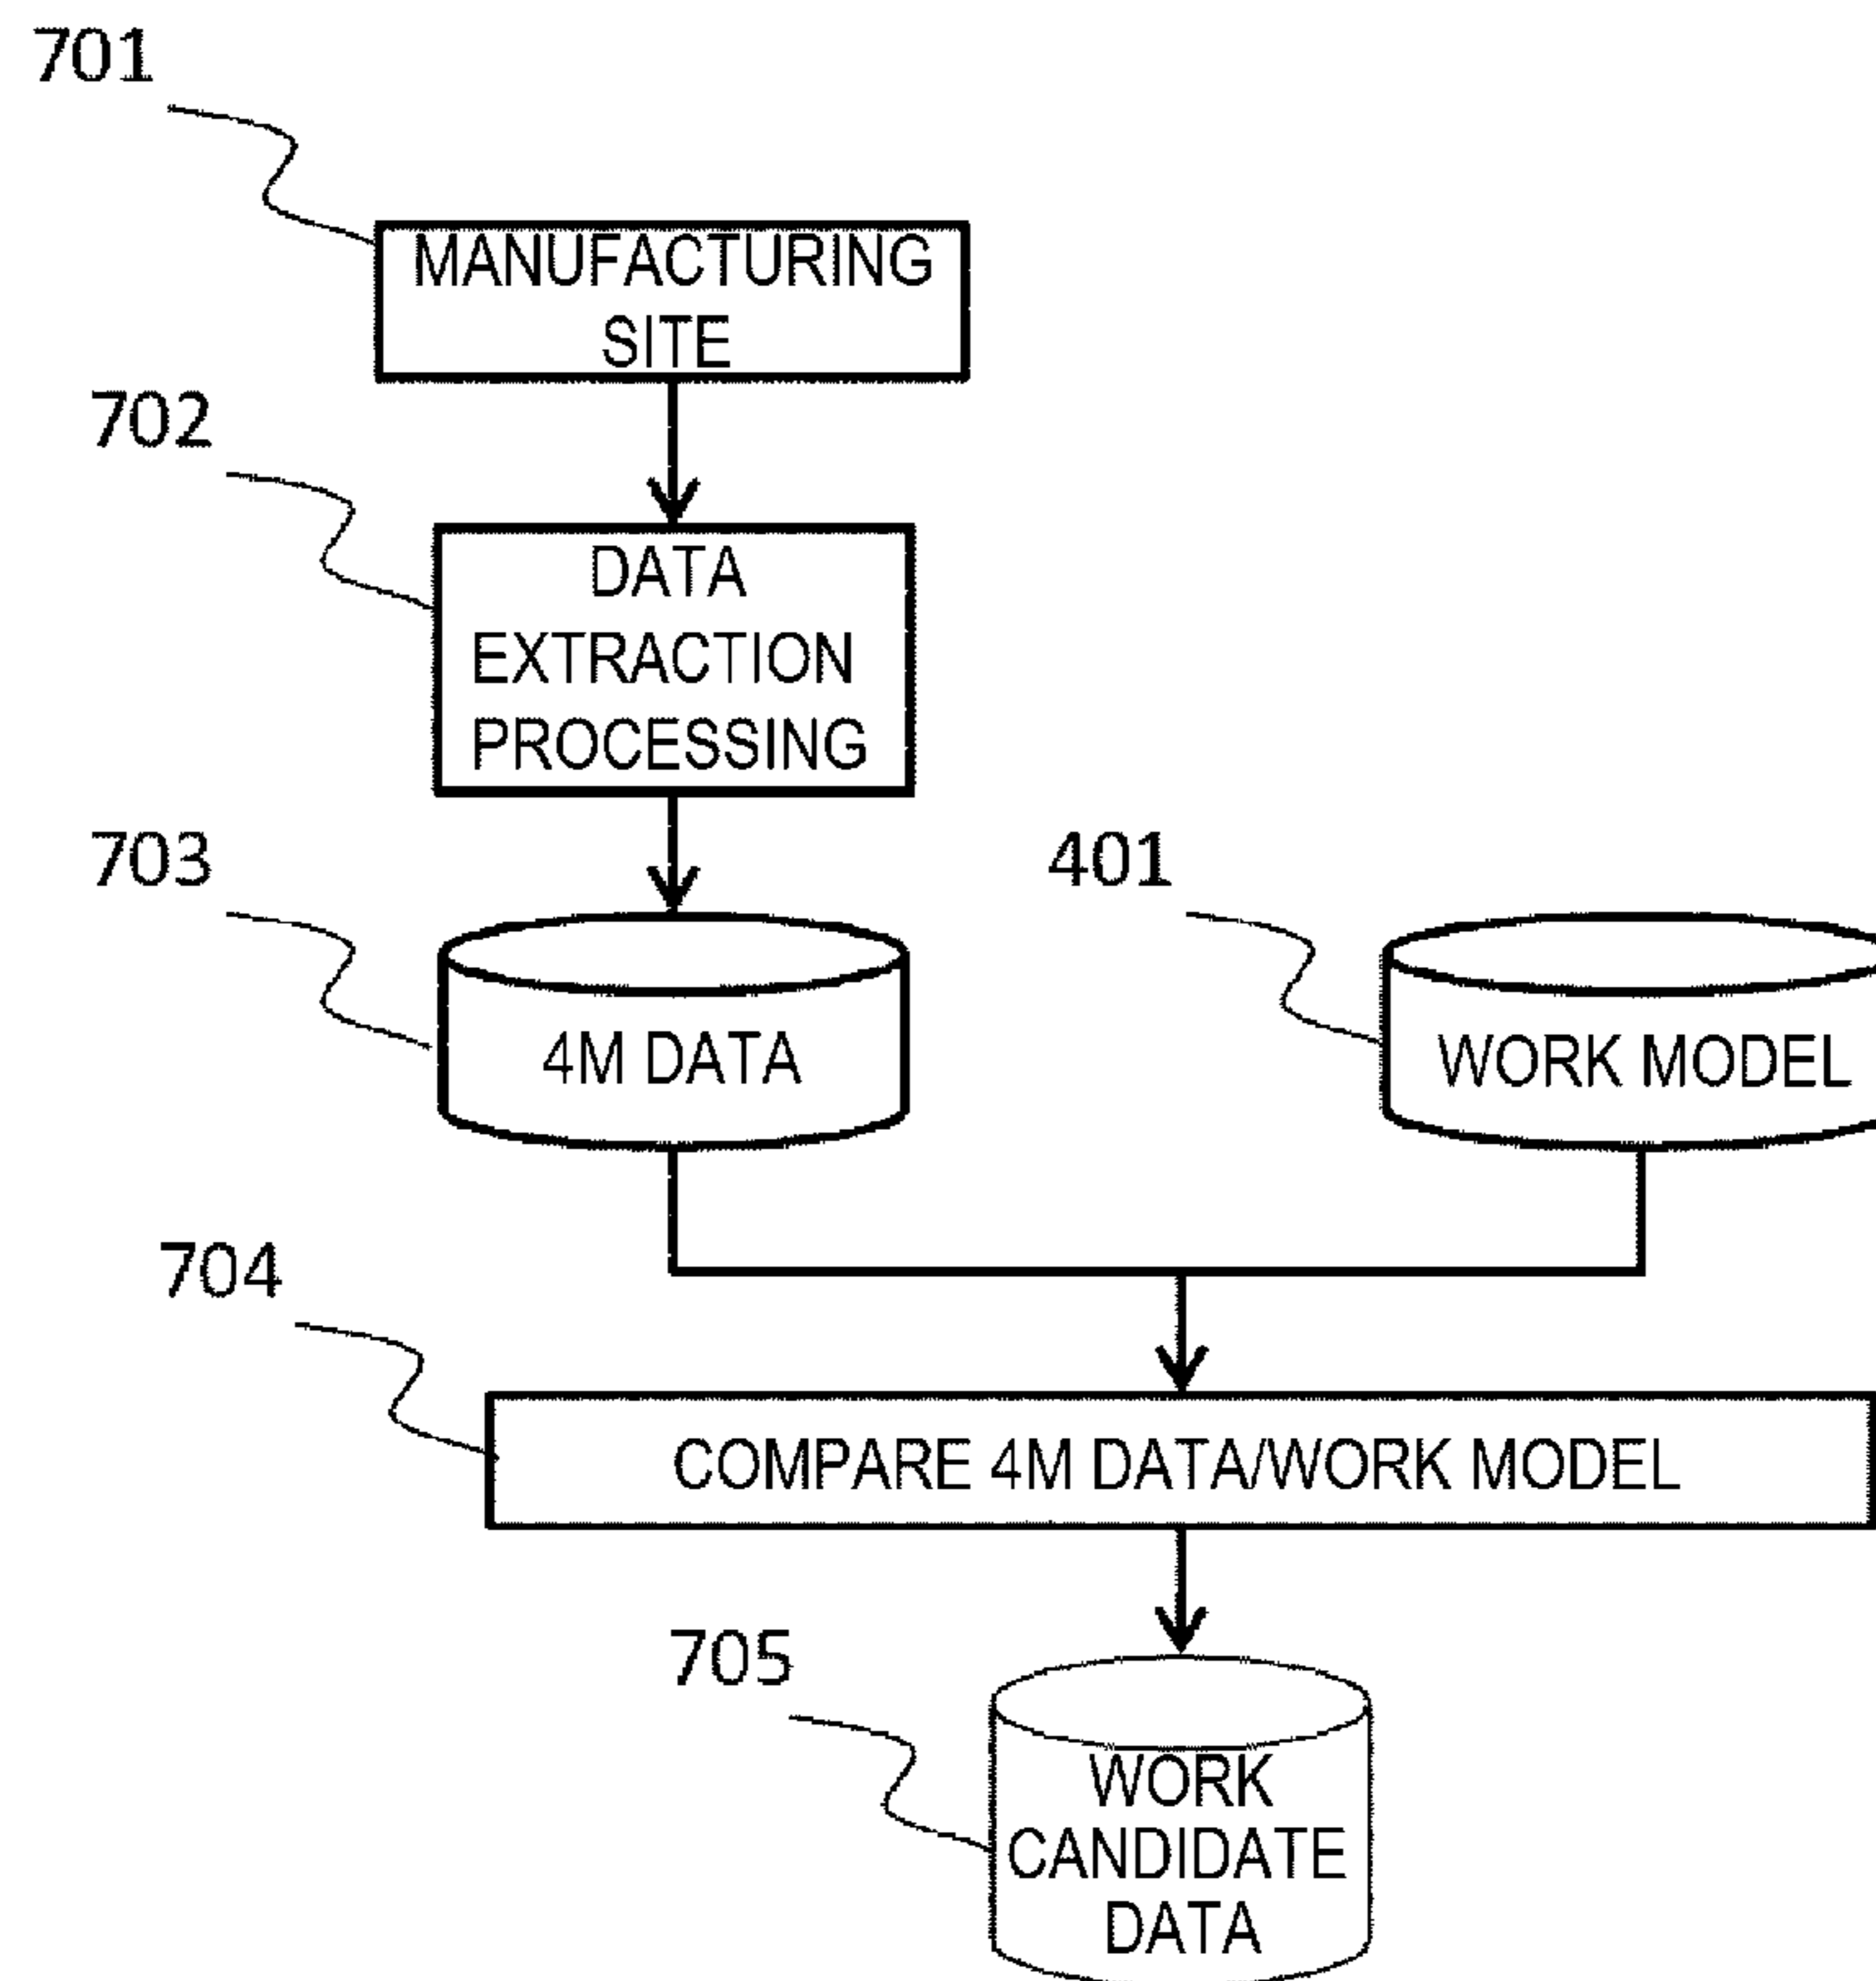 701
MANUFACTURING
SITE
702
DATA
EXTRACTION
PROCESSING
703
4M DATA
401
WORK MODEL
704
COMPARE 4M DATA/WORK MODEL
705
WORK
CANDIDATE
DATA